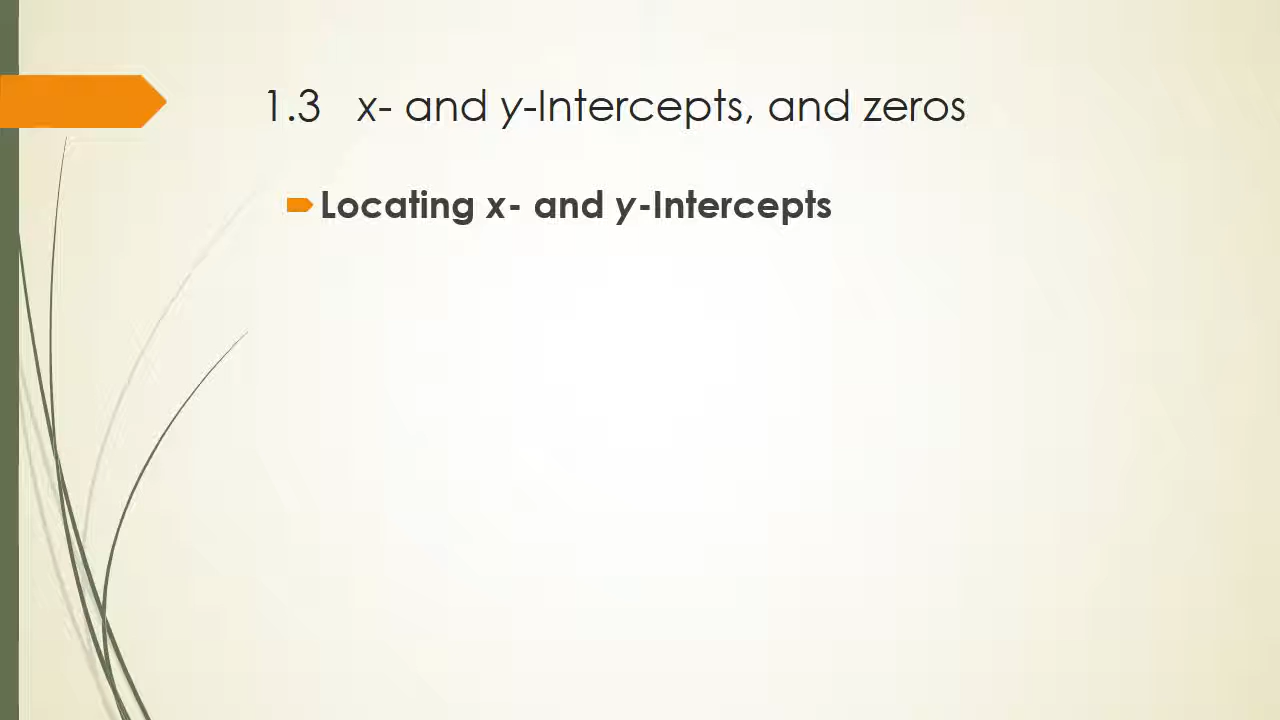 1.3 x- and y-Intercepts, and zeros
Locating x- and y-Intercepts